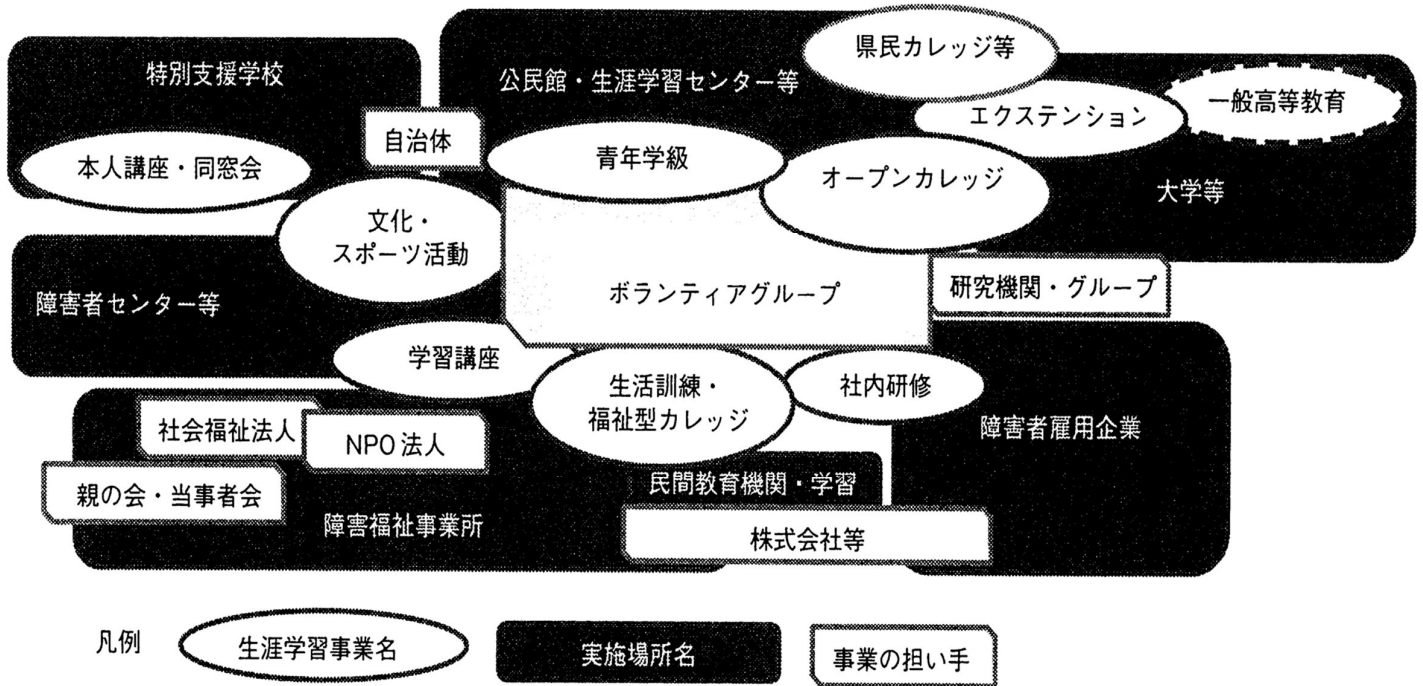 県民カレッジ等
特別支援学校
公民館・生涯学習センター等
エクステンション
一般高等教育
自治体
本人講座・同窓会
青年学級
オープンカレッジ
大学等
文化・
スポーツ活動
障害者センター等
ボランティアグループ
研究機関・グループ
学習講座
生活訓練・
福祉型カレッジ
社内研修
障害者雇用企業
社会福祉法人
NPO法人
親の会・当事者会
民間教育機関・学習
障害福祉事業所
株式会社等
凡例
生涯学習事業名
実施場所名
事業の担い手